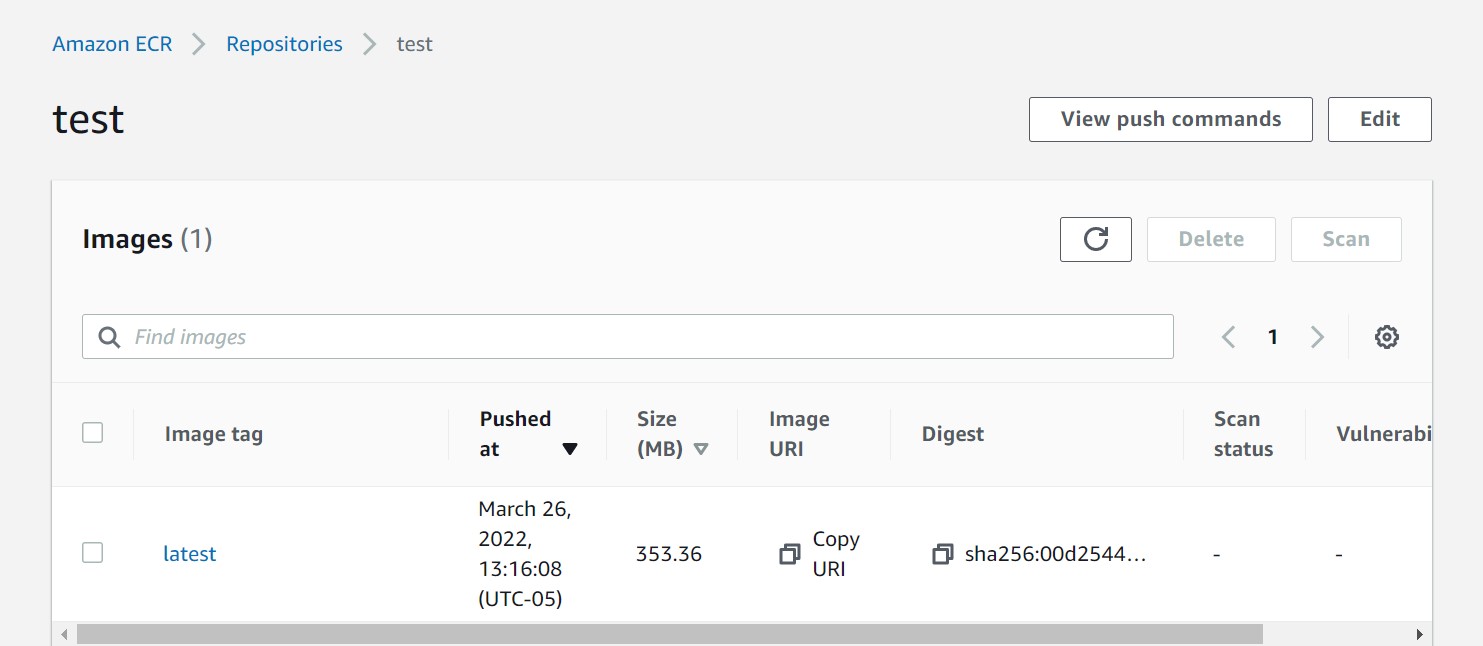 Amazon ECR Repositories test
test
View push commands Edit
Images (1)
Delete Scan
Find images
1
Image tag
Pushed
at
Size
(MB)
Image
URI
Digest
Scan
status
Vulnerabi
latest
March 26,
2022,
13:16:08
(UTC-05)
353.36
Copy
URI
sha256:00d2544...
-
-